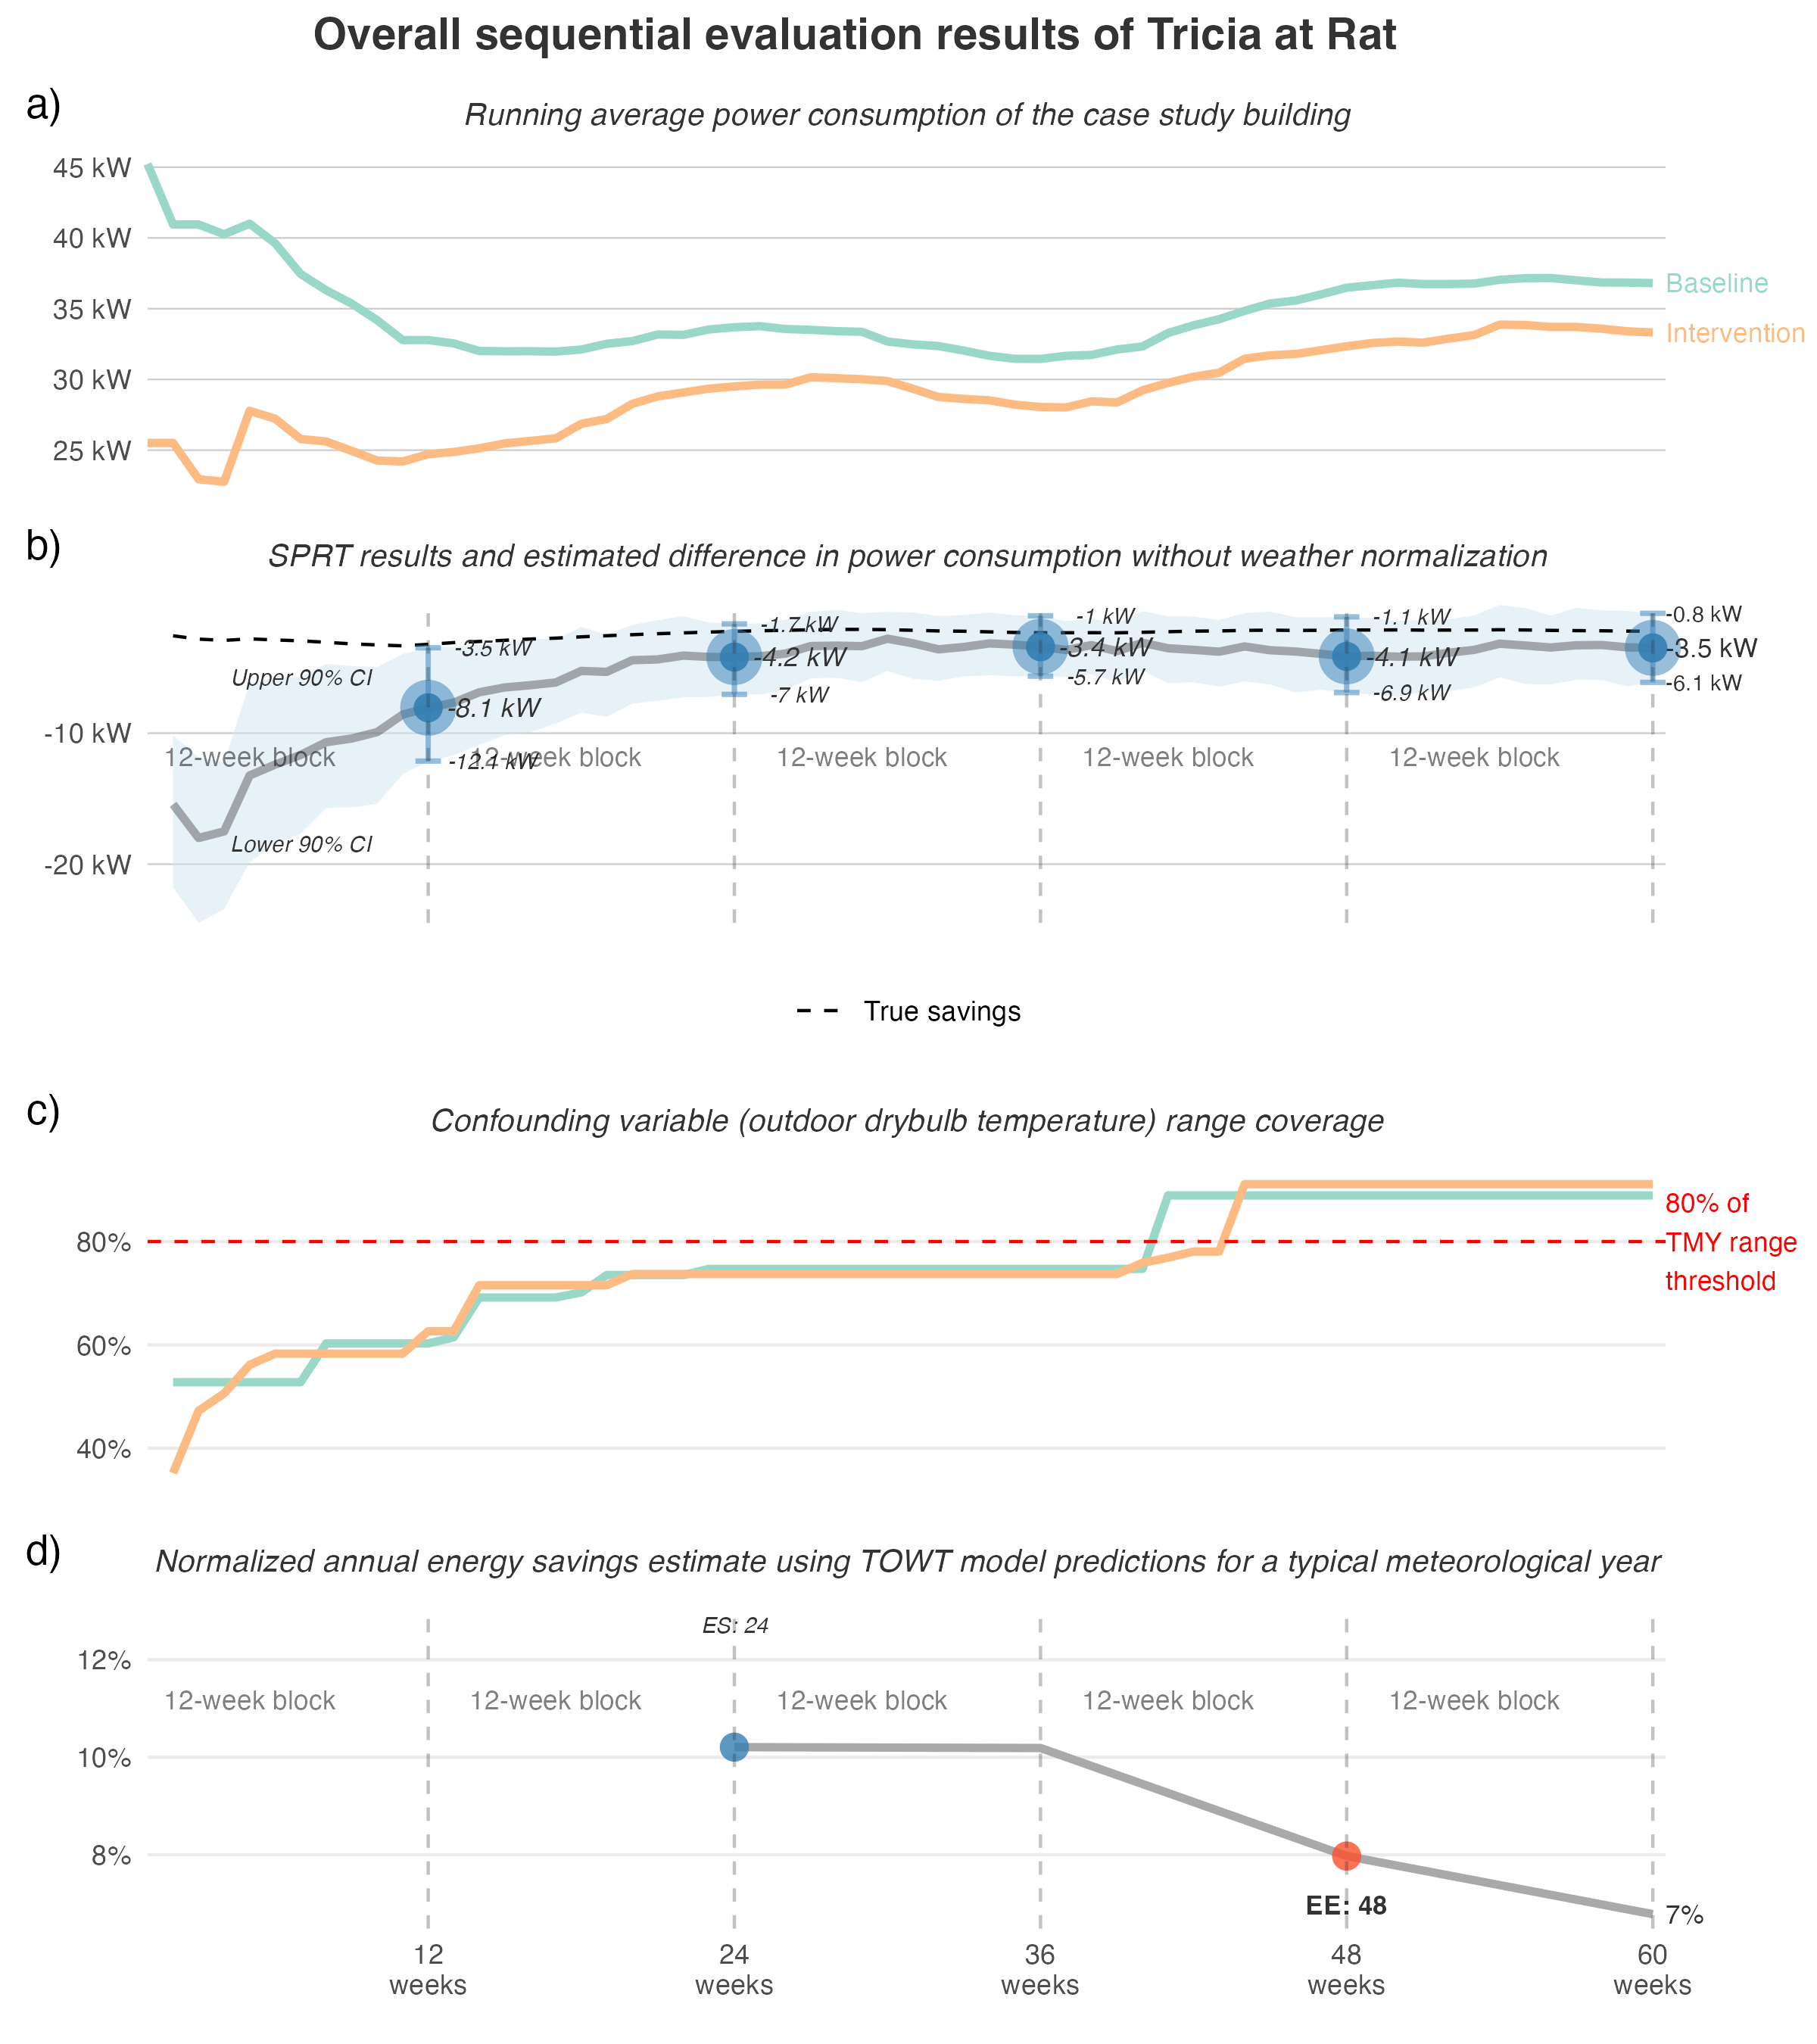 Overall sequential evaluation results of Tricia at Rat
a)
Running average power consumption of the case study building
45 kW
40 kW
35 kW
30 kW
25 kW
Baseline
Intervention
b)
SPRT results and estimated difference in power consumption without weather normalization
-10 kW
-20 kW
Upper 90% CI
Lower 90% CI
12-week block
12-week block
12-week block
12-week block
12-week block
-3.5 kW
-8.1 kW
-12.1 kW
-1.7 kW
-4.2 kW
-7 kW
-1 kW
-3.4 kW
-5.7 kW
-1.1 kW
-4.1 kW
-6.9 kW
-0.8 kW
-3.5 kW
-6.1 kW
True savings
c)
Confounding variable (outdoor drybulb temperature) range coverage
80%
60%
40%
80% of
TMY range
threshold
d)
Normalized annual energy savings estimate using TOWT model predictions for a typical meteorological year
ES: 24
12%
10%
8%
12-week block
12-week block
12-week block
12-week block
12-week block
EE: 48
7%
12
weeks
24
weeks
36
weeks
48
weeks
60
weeks